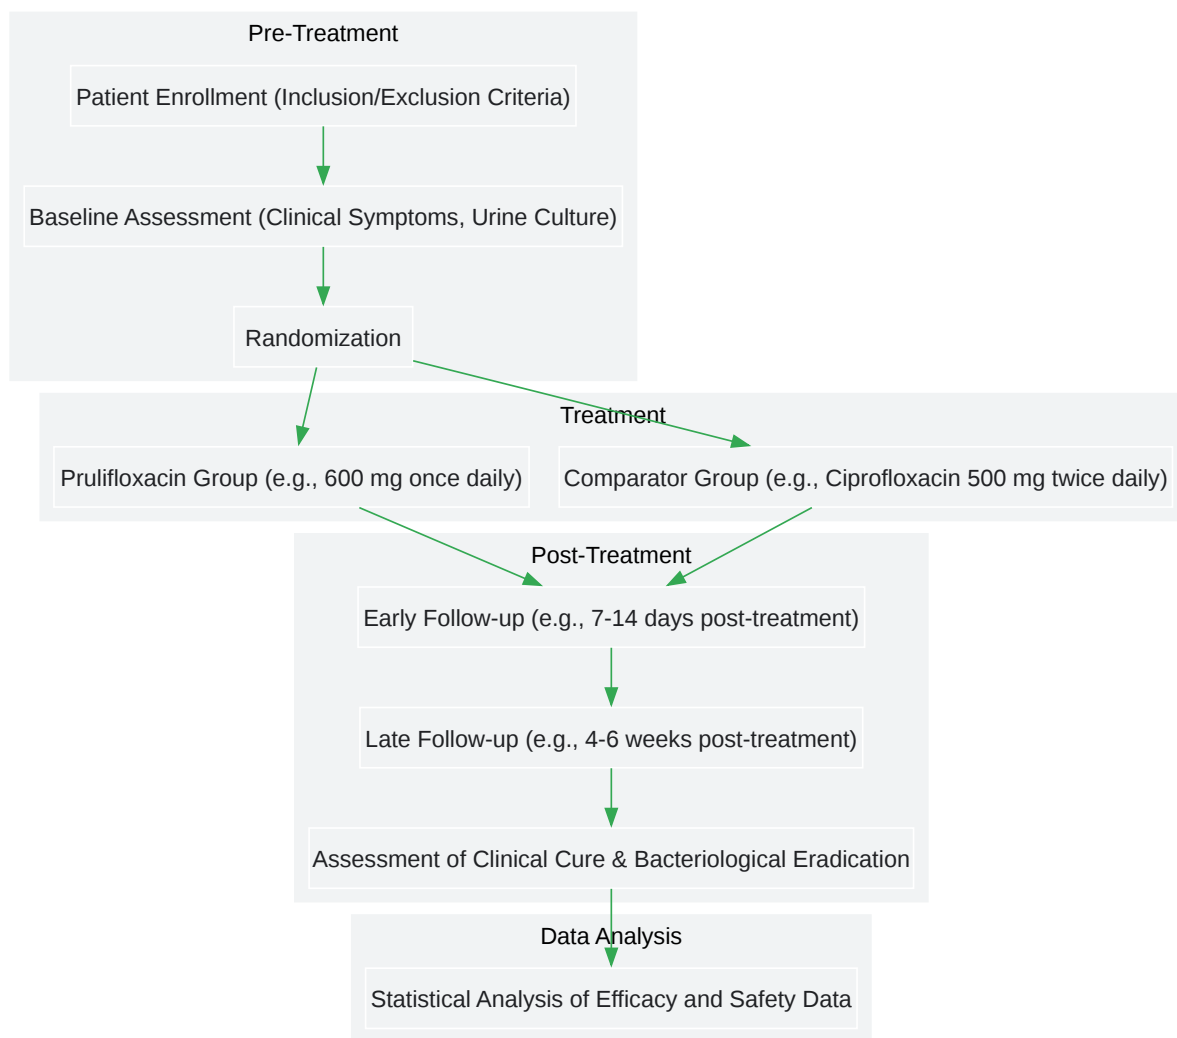 Pre-Treatment
Patient Enrollment (Inclusion/Exclusion Criteria)
Baseline Assessment (Clinical Symptoms, Urine Culture)
Randomization
Treatment
Prulifloxacin Group (e.g., 600 mg once daily)
Comparator Group (e.g., Ciprofloxacin 500 mg twice daily)
Post-Treatment
Early Follow-up (e.g., 7-14 days post-treatment)
Late Follow-up (e.g., 4-6 weeks post-treatment)
Assessment of Clinical Cure & Bacteriological Eradication
Data Analysis
Statistical Analysis of Efficacy and Safety Data